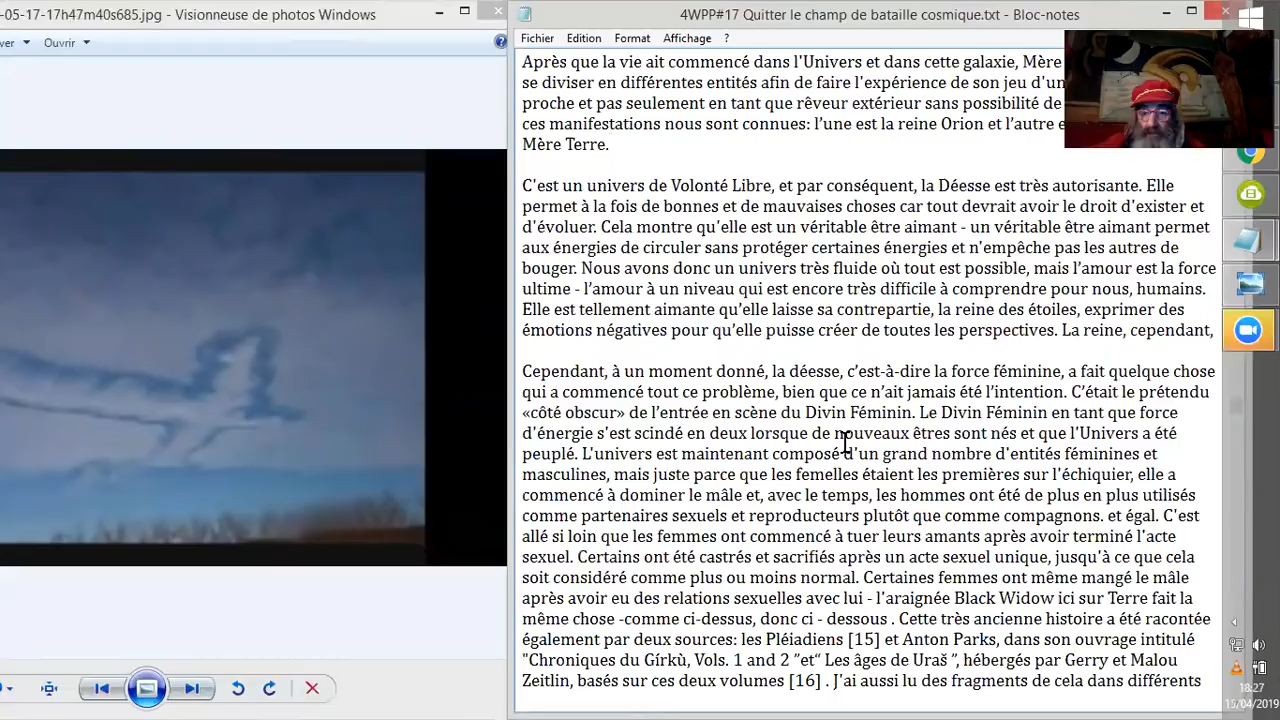 -05-17-17h47m40s685.jpg - Visionneuse de photos Windows
ver Ouvrir
4WPP#17 Quitter le champ de bataille cosmique.txt - Bloc-notes
Fichier Edition Format Affichage ?
Après que la vie ait commencé dans l'Univers et dans cette galaxie, Mère
se diviser en différentes entités afin de faire l'expérience de son jeu d'un
proche et pas seulement en tant que rêveur extérieur sans possibilité de
ces manifestations nous sont connues: l’une est la reine Orion et l’autre e
Mère Terre.
C'est un univers de Volonté Libre, et par conséquent, la Déesse est très autorisante. Elle
permet à la fois de bonnes et de mauvaises choses car tout devrait avoir le droit d'exister et
d'évoluer. Cela montre qu'elle est un véritable être aimant - un véritable être aimant permet
aux énergies de circuler sans protéger certaines énergies et n'empêche pas les autres de
bouger. Nous avons donc un univers très fluide où tout est possible, mais l’amour est la force
ultime - l’amour à un niveau qui est encore très difficile à comprendre pour nous, humains.
Elle est tellement aimante qu’elle laisse sa contrepartie, la reine des étoiles, exprimer des
émotions négatives pour qu’elle puisse créer de toutes les perspectives. La reine, cependant,
Cependant, à un moment donné, la déesse, c’est-à-dire la force féminine, a fait quelque chose
qui a commencé tout ce problème, bien que ce n’ait jamais été l’intention. C’était le prétendu
«côté obscur» de l’entrée en scène du Divin Féminin. Le Divin Féminin en tant que force
d’énergie s'est scindé en deux lorsque de nouveaux êtres sont nés et que l'Univers a été
peuplé. L'univers est maintenant composé d'un grand nombre d'entités féminines et
masculines, mais juste parce que les femelles étaient les premières sur l'échiquier, elle a
commencé à dominer le mâle et, avec le temps, les hommes ont été de plus en plus utilisés
comme partenaires sexuels et reproducteurs plutôt que comme compagnons. et égal. C'est
allé si loin que les femmes ont commencé à tuer leurs amants après avoir terminé l'acte
sexuel. Certains ont été castrés et sacrifiés après un acte sexuel unique, jusqu'à ce que cela
soit considéré comme plus ou moins normal. Certaines femmes ont même mangé le mâle
après avoir eu des relations sexuelles avec lui - l'araignée Black Widow ici sur Terre fait la
même chose -comme ci-dessus, donc ci - dessous . Cette très ancienne histoire a été racontée
également par deux sources: les Pléiadiens [15] et Anton Parks, dans son ouvrage intitulé
"Chroniques du Gírkù, Vols. 1 and 2 ”et“ Les âges de Uraš ”, hébergés par Gerry et Malou
Zeitlin, basés sur ces deux volumes [16] . J'ai aussi lu des fragments de cela dans différents
18:27
15/04/2019